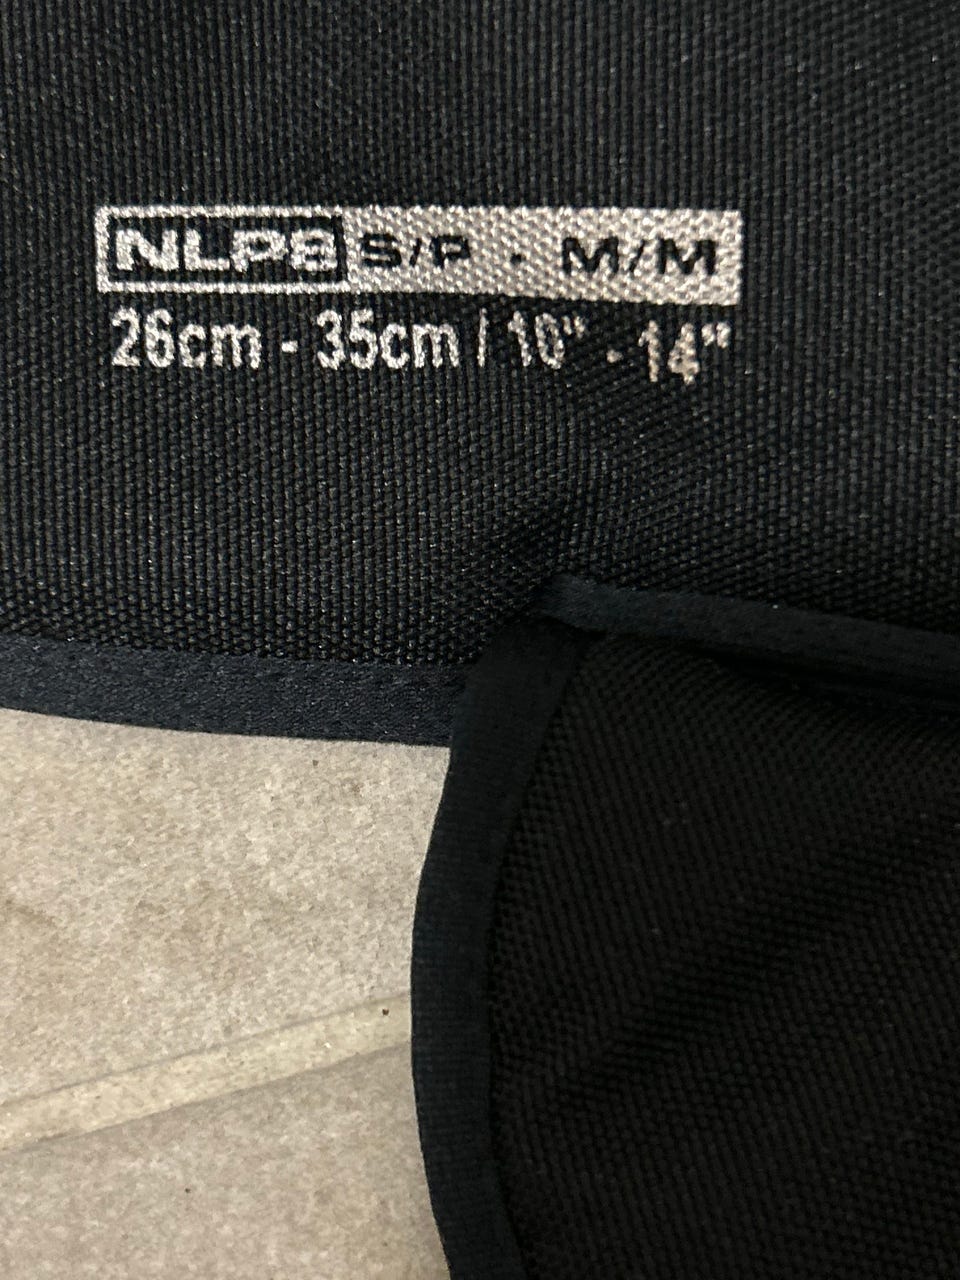 NLP8 S/P · M/M
26cm - 35cm / 10" - 14"